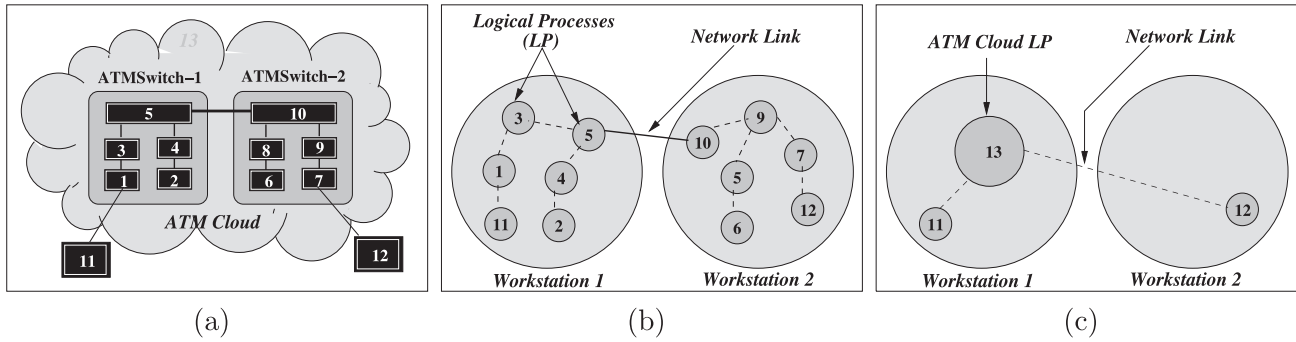 13
ATMSwitch–1 ATMSwitch–2
5 10
3 4 8 9
1 2 6 7
ATM Cloud
11 12
(a)
Logical Processes
(LP)
Network Link
3 5 10 9
1 4 5 7
11 2 6 12
Workstation 1 Workstation 2
(b)
ATM Cloud LP
Network Link
13
11 12
Workstation 1 Workstation 2
(c)